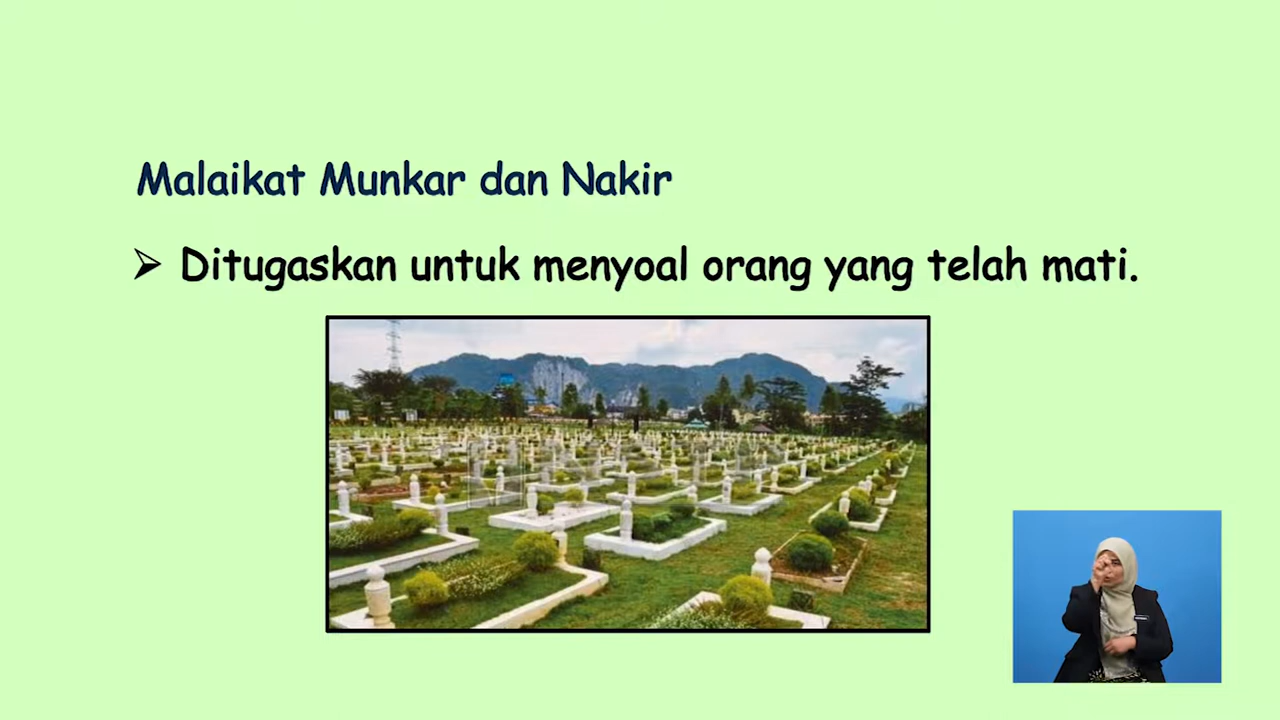 Malaikat Munkar dan Nakir
➢ Ditugaskan untuk menyoal orang yang telah mati.